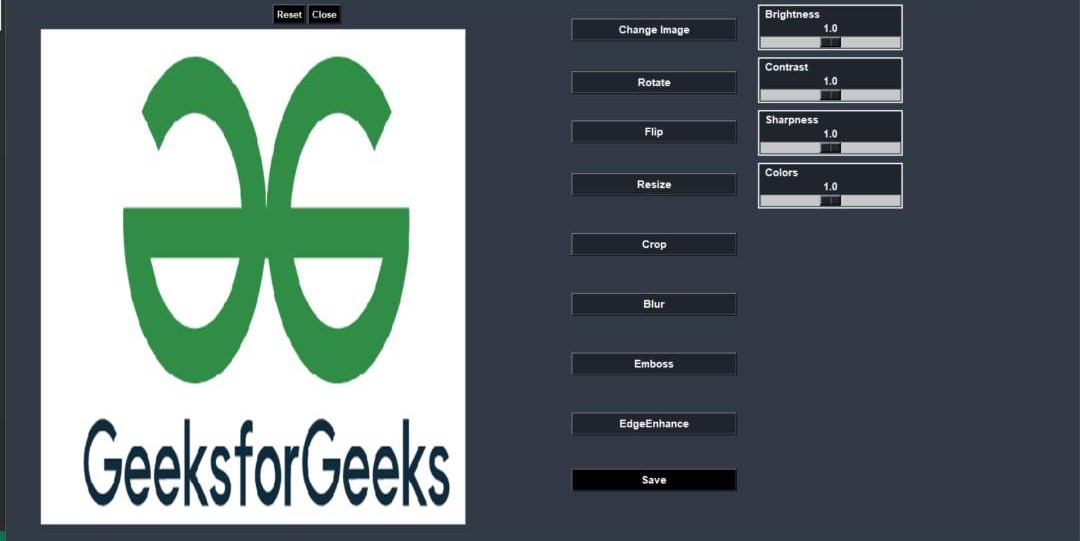 Reset Close
GeeksforGeeks
Change Image
Rotate
Flip
Resize
Crop
Blur
Emboss
EdgeEnhance
Save
Brightness
1.0
Contrast
1.0
Sharpness
1.0
Colors
1.0